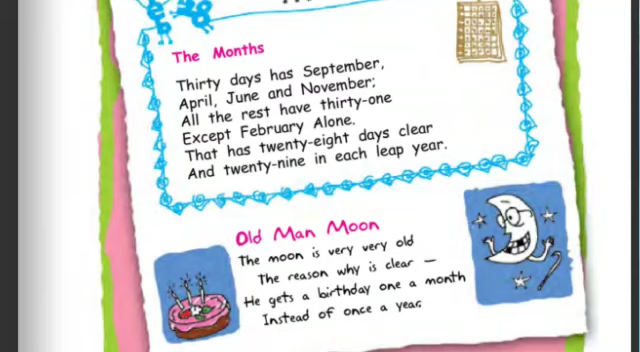 The Months
Thirty days has September,
April, June and November;
All the rest have thirty-one
Except February Alone.
That has twenty-eight days clear
And twenty-nine in each leap year.
Old Man Moon
The moon is very very old
The reason why is clear —
He gets a birthday one a month
Instead of once a year.